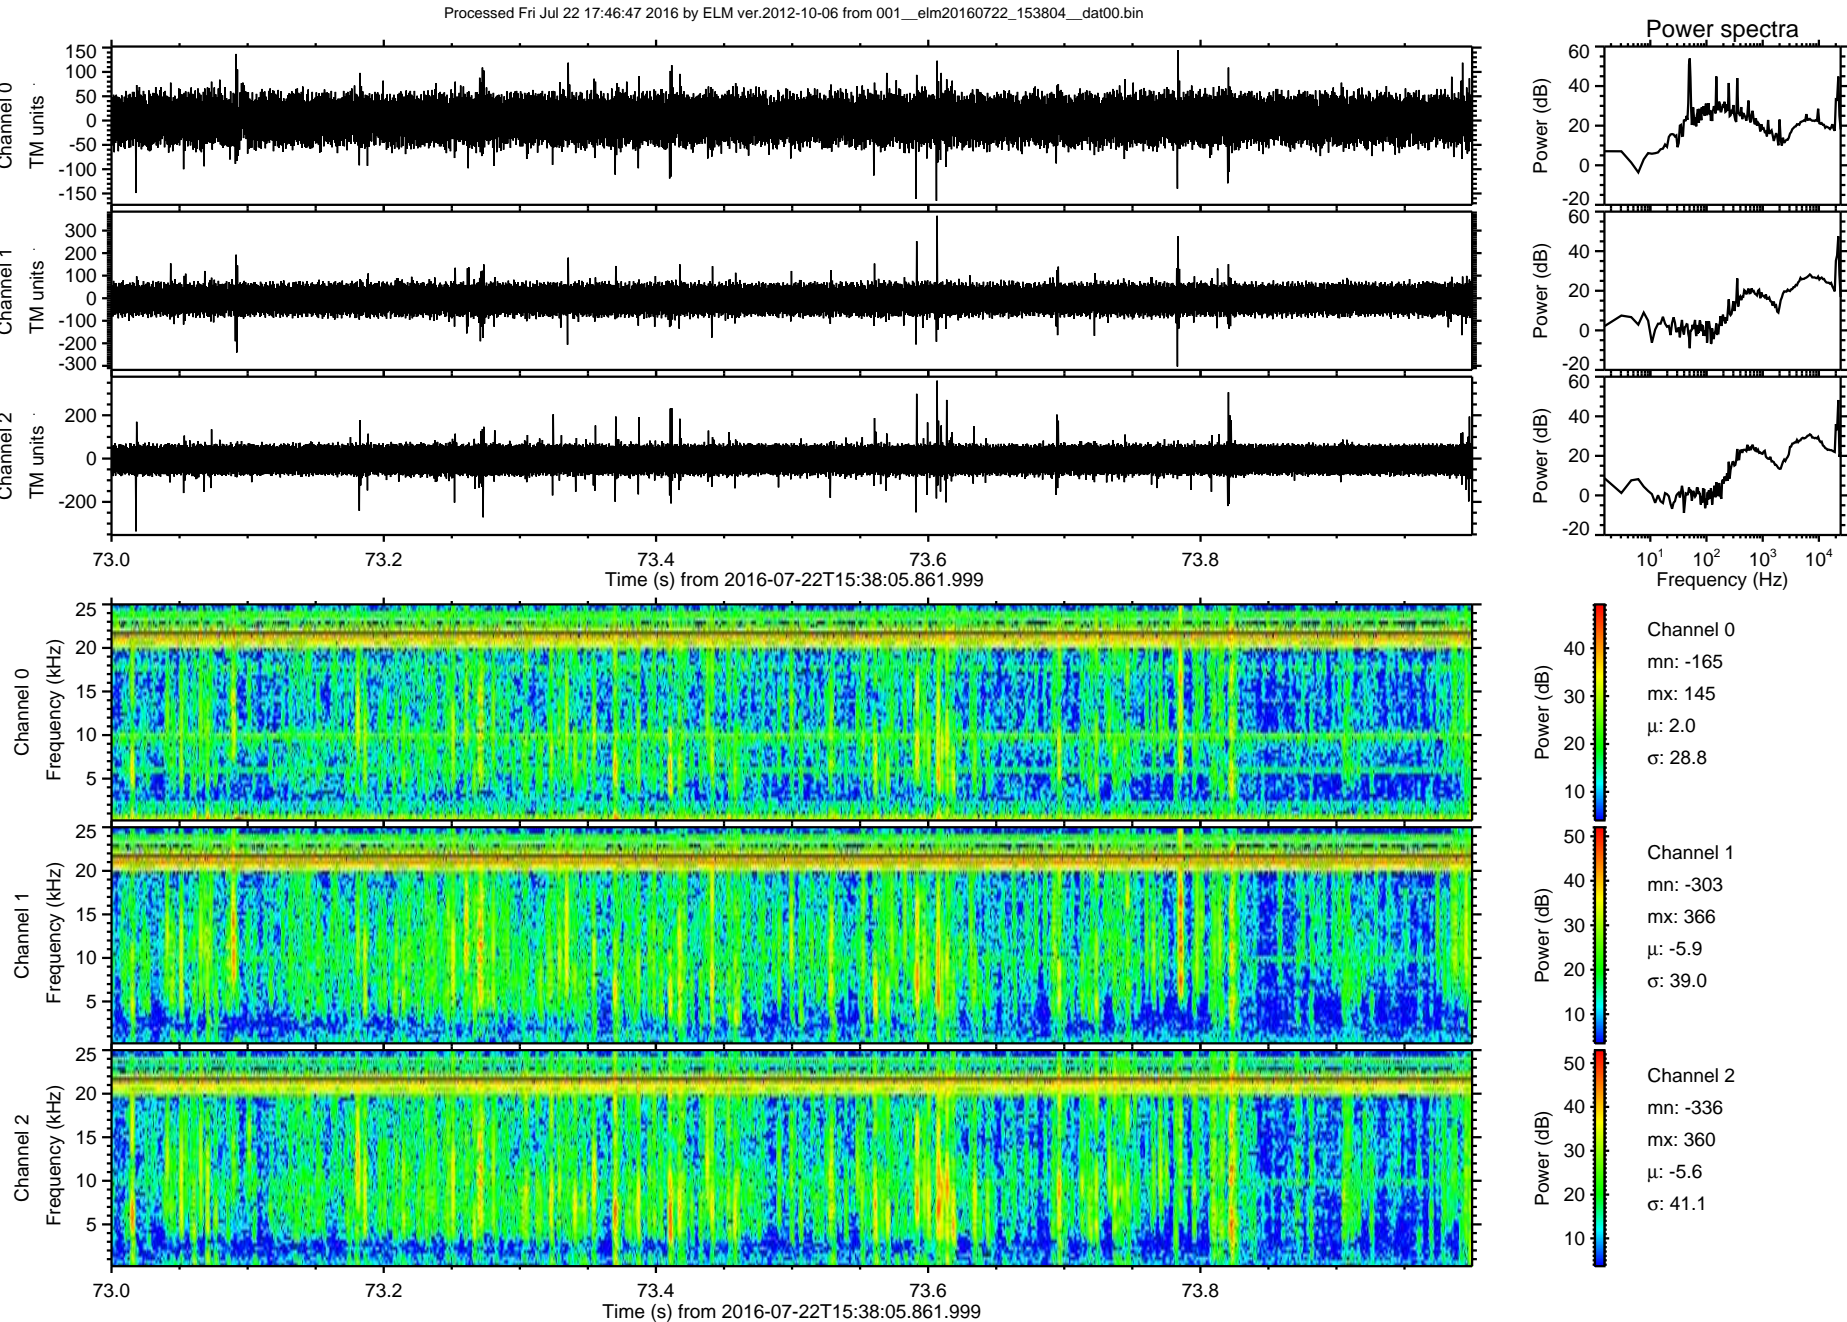 Processed Fri Jul 22 17:46:47 2016 by ELM ver.2012-10-06 from 001__elm20160722_153804__dat00.bin
Power spectra
Channel 0
TM units
150
100
50
0
-50
-100
-150
Power (dB)
60
40
20
0
-20
Channel 1
TM units
300
200
100
0
-100
-200
-300
Power (dB)
60
40
20
0
-20
Channel 2
TM units
200
0
-200
Power (dB)
60
40
20
0
-20
73.0 73.2 73.4 73.6 73.8
Time (s) from 2016-07-22T15:38:05.861.999
10¹ 10² 10³ 10⁴
Frequency (Hz)
Channel 0
Frequency (kHz)
25
20
15
10
5
Power (dB)
40
30
20
10
Channel 0
mn: -165
mx: 145
μ: 2.0
σ: 28.8
Channel 1
Frequency (kHz)
25
20
15
10
5
Power (dB)
50
40
30
20
10
Channel 1
mn: -303
mx: 366
μ: -5.9
σ: 39.0
Channel 2
Frequency (kHz)
25
20
15
10
5
Power (dB)
50
40
30
20
10
Channel 2
mn: -336
mx: 360
μ: -5.6
σ: 41.1
73.0 73.2 73.4 73.6 73.8
Time (s) from 2016-07-22T15:38:05.861.999